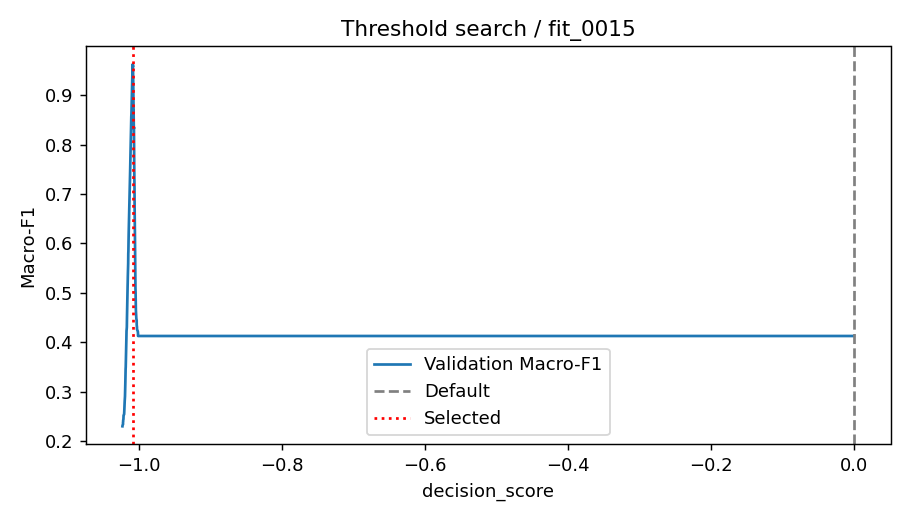 Threshold search / fit_0015
Macro-F1
0.9
0.8
0.7
0.6
0.5
0.4
0.3
0.2
Validation Macro-F1
Default
Selected
−1.0 −0.8 −0.6 −0.4 −0.2 0.0
decision_score